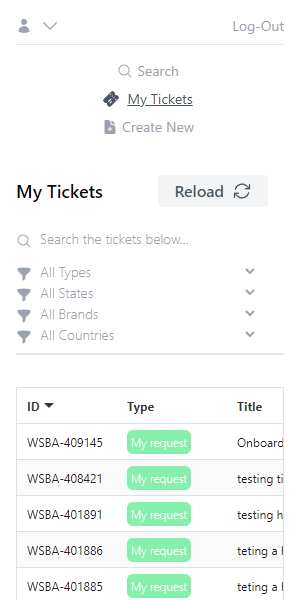 Log-Out
Search
My Tickets
Create New
My Tickets
Reload
Search the tickets below...
All Types
All States
All Brands
All Countries
ID Type Title
WSBA-409145 My request Onboard
WSBA-408421 My request testing ti
WSBA-401891 My request testing h
WSBA-401886 My request teting a
WSBA-401885 My request teting a